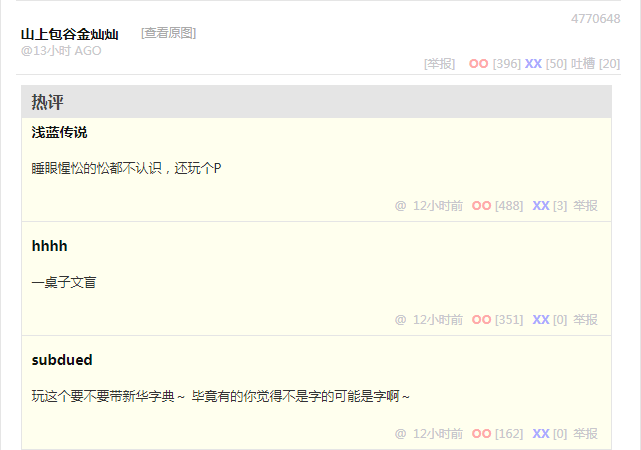 4770648
山上包谷金灿灿 [查看原图]
@13小时 AGO
[举报] OO [396] XX [50] 吐槽 [20]
热评
浅蓝传说
睡眼惺忪的忪都不认识，还玩个P
@ 12小时前 OO [488] XX [3] 举报
hhhh
一桌子文盲
@ 12小时前 OO [351] XX [0] 举报
subdued
玩这个要不要带新华字典～ 毕竟有的你觉得不是字的可能是字啊～
@ 12小时前 OO [162] XX [0] 举报